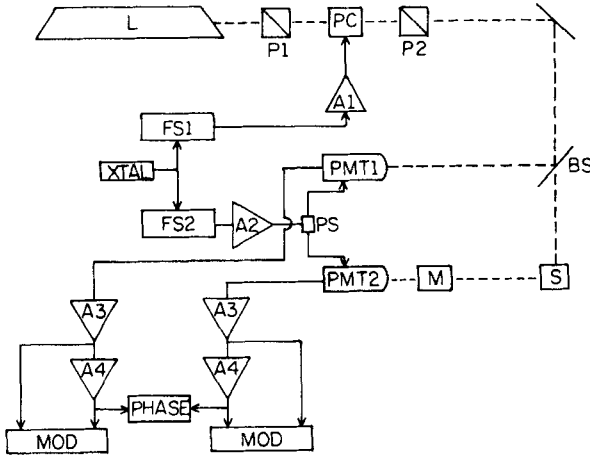 L
P1
PC
P2
A1
FS1
XTAL
PMT1
BS
FS2
A2
PS
PMT2
M
S
A3
A3
A4
A4
PHASE
MOD
MOD